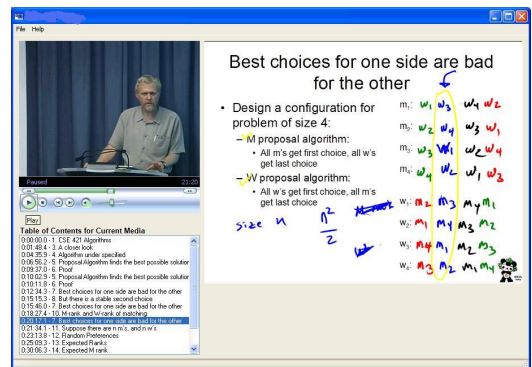 File Help
Best choices for one side are bad
for the other
• Design a configuration for
problem of size 4:
– M proposal algorithm:
• All m's get first choice, all w's
get last choice
– W proposal algorithm:
• All w's get first choice, all m's
get last choice
size n n²
2
m₁: w₁ w₃ w₄ w₂
m₂: w₂ w₄ w₃ w₁
m₃: w₃ w₁ w₂ w₄
m₄: w₄ w₂ w₁ w₃
w₁: m₂ m₃ m₄ m₁
w₂: m₁ m₄ m₃ m₂
w₃: m₄ m₁ m₂ m₃
w₄: m₃ m₂ m₁ m₄
Paused 21:20
Play
Table of Contents for Current Media
0:00:00.0 - 1. CSE 421 Algorithms
0:01:48.4 - 3. A closer look
0:04:35.9 - 4. Algorithm under specified
0:06:56.2 - 5. Proposal Algorithm finds the best possible solution
0:09:37.0 - 6. Proof
0:10:02.9 - 5. Proposal Algorithm finds the best possible solution
0:10:11.8 - 6. Proof
0:12:34.3 - 7. Best choices for one side are bad for the other
0:15:15.3 - 8. But there is a stable second choice
0:15:46.0 - 7. Best choices for one side are bad for the other
0:18:27.4 - 10. M-rank and W-rank of matching
0:20:17.1 - 7. Best choices for one side are bad for the other
0:21:34.1 - 11. Suppose there are n m's, and n w's
0:23:13.8 - 12. Random Preferences
0:25:09.3 - 13. Expected Ranks
0:30:06.3 - 14. Expected M rank